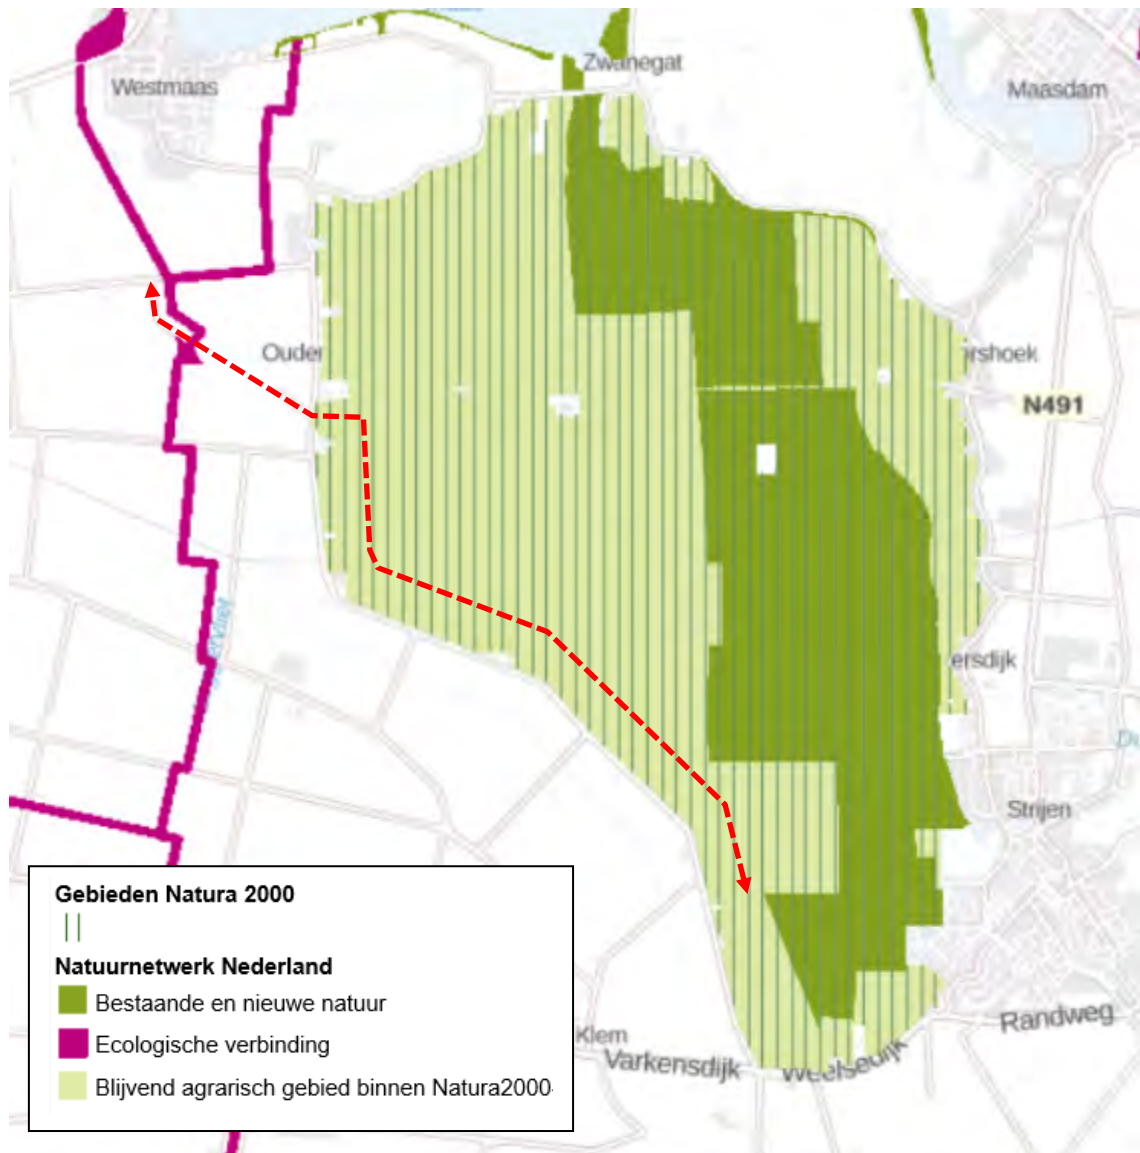 Zwanegat
Westmaas
Maasdam
Ouder
rshoek
N491
ersdijk
Strijen
Gebieden Natura 2000
Natuurnetwerk Nederland
Bestaande en nieuwe natuur
Ecologische verbinding
Blijvend agrarisch gebied binnen Natura2000
Klem
Varkensdijk
Weelsedijk
Randweg